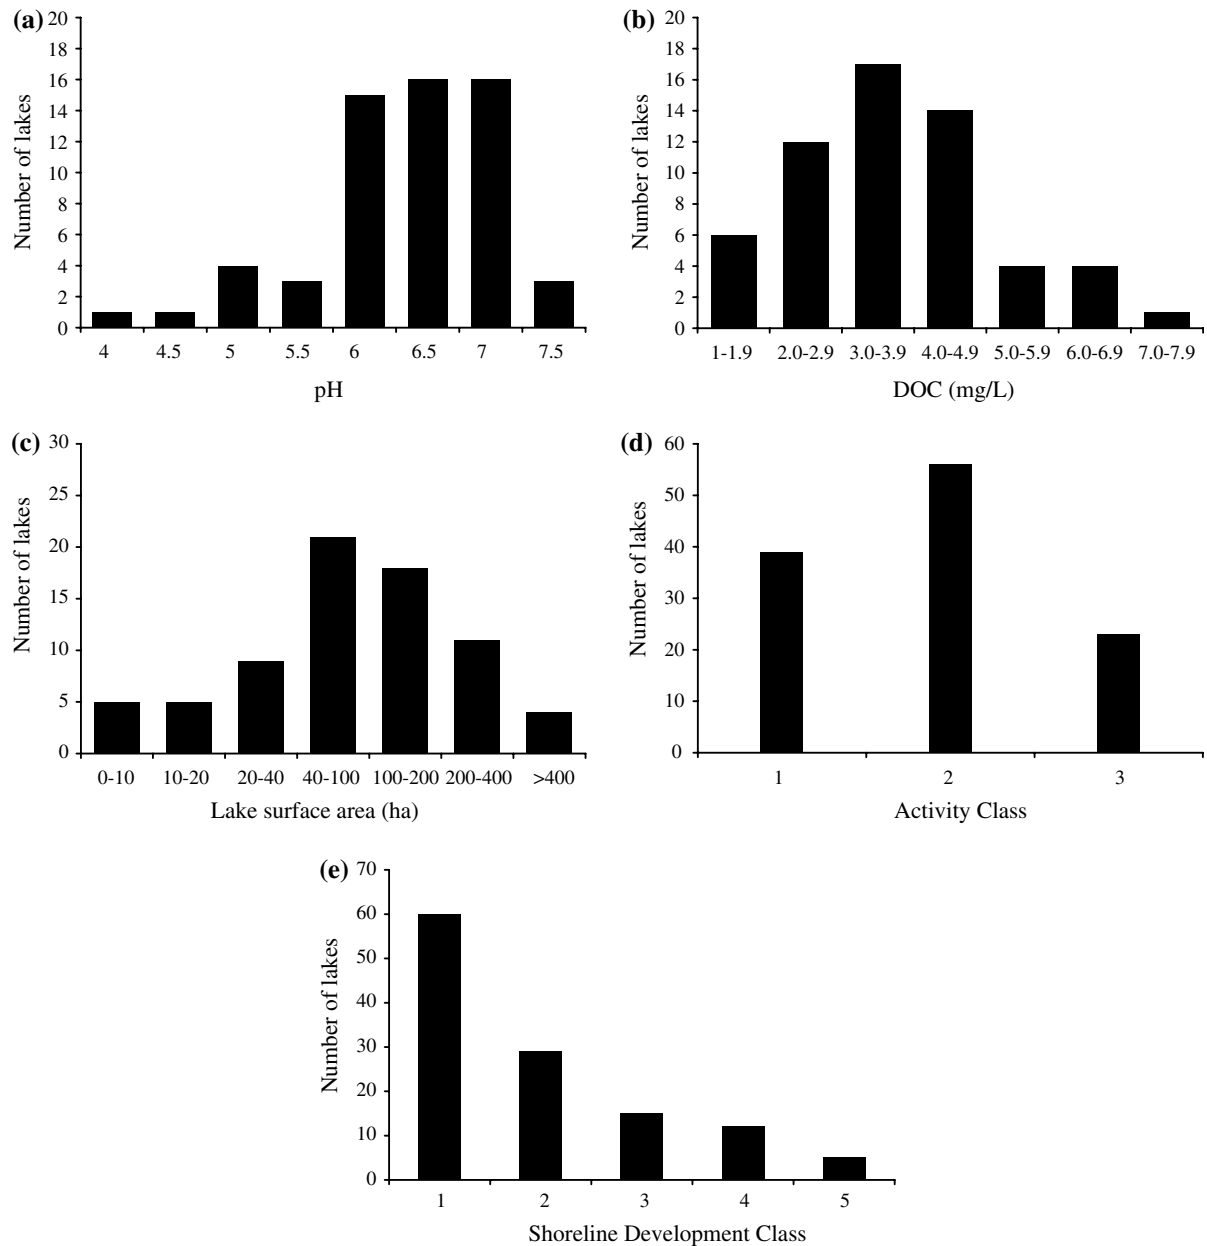 (a)
20
18
16
14
12
10
8
6
4
2
0
Number of lakes
4 4.5 5 5.5 6 6.5 7 7.5
pH
(b)
20
18
16
14
12
10
8
6
4
2
0
Number of lakes
1-1.9 2.0-2.9 3.0-3.9 4.0-4.9 5.0-5.9 6.0-6.9 7.0-7.9
DOC (mg/L)
(c)
30
25
20
15
10
5
0
Number of lakes
0-10 10-20 20-40 40-100 100-200 200-400 >400
Lake surface area (ha)
(d)
60
50
40
30
20
10
0
Number of lakes
1 2 3
Activity Class
(e)
70
60
50
40
30
20
10
0
Number of lakes
1 2 3 4 5
Shoreline Development Class